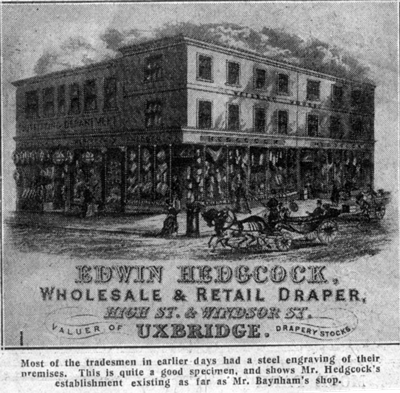 EDWIN HEDGCOCK,
WHOLESALE & RETAIL DRAPER,
HIGH ST. & WINDSOR ST.
VALUER OF UXBRIDGE, DRAPERY STOCKS.
Most of the tradesmen in earlier days had a steel engraving of their
premises. This is quite a good specimen, and shows Mr. Hedgcock's
establishment existing as far as Mr. Baynham's shop.